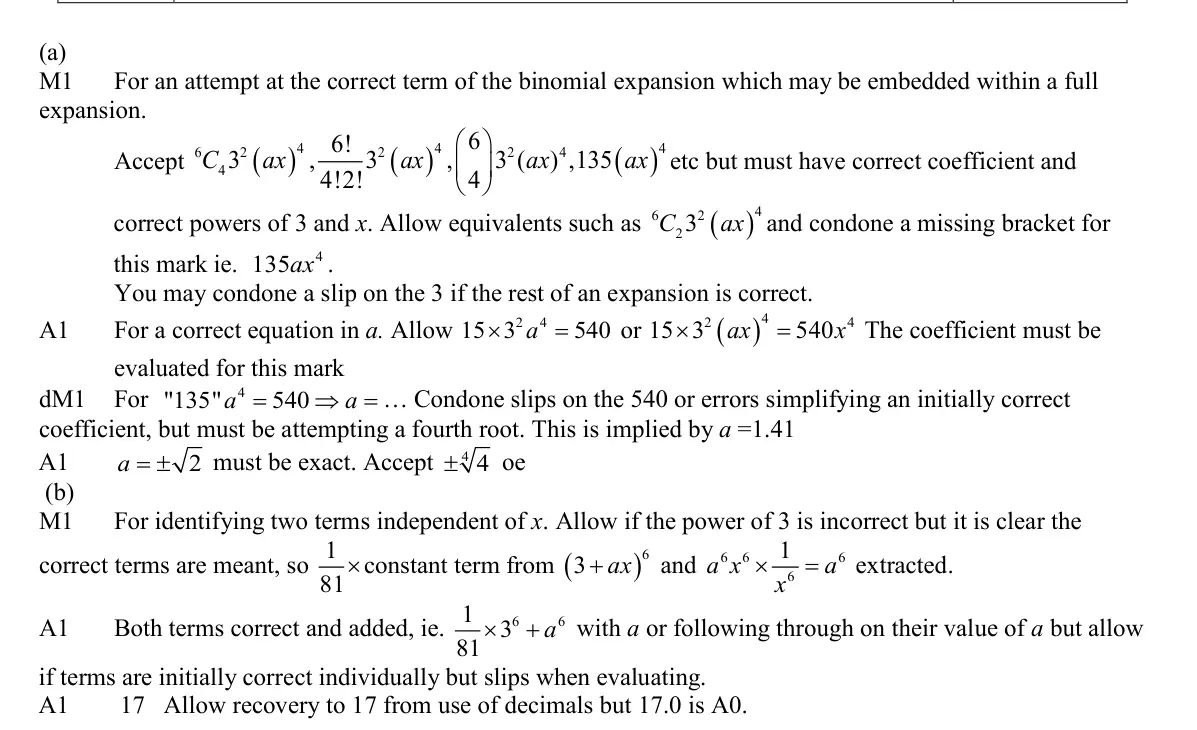 (a)
M1 For an attempt at the correct term of the binomial expansion which may be embedded within a full
expansion.
Accept ⁶C₄3²(ax)⁴, 6!/4!2! 3²(ax)⁴, (6 4)3²(ax)⁴, 135(ax)⁴ etc but must have correct coefficient and
correct powers of 3 and x. Allow equivalents such as ⁶C₂3²(ax)⁴ and condone a missing bracket for
this mark ie. 135ax⁴ .
You may condone a slip on the 3 if the rest of an expansion is correct.
A1 For a correct equation in a. Allow 15×3²a⁴ = 540 or 15×3²(ax)⁴ = 540x⁴ The coefficient must be
evaluated for this mark
dM1 For "135"a⁴ = 540 ⇒ a = … Condone slips on the 540 or errors simplifying an initially correct
coefficient, but must be attempting a fourth root. This is implied by a =1.41
A1 a = ±√2 must be exact. Accept ±∜4 oe
(b)
M1 For identifying two terms independent of x. Allow if the power of 3 is incorrect but it is clear the
correct terms are meant, so 1/81 × constant term from (3 + ax)⁶ and a⁶x⁶ × 1/x⁶ = a⁶ extracted.
A1 Both terms correct and added, ie. 1/81 × 3⁶ + a⁶ with a or following through on their value of a but allow
if terms are initially correct individually but slips when evaluating.
A1 17 Allow recovery to 17 from use of decimals but 17.0 is A0.